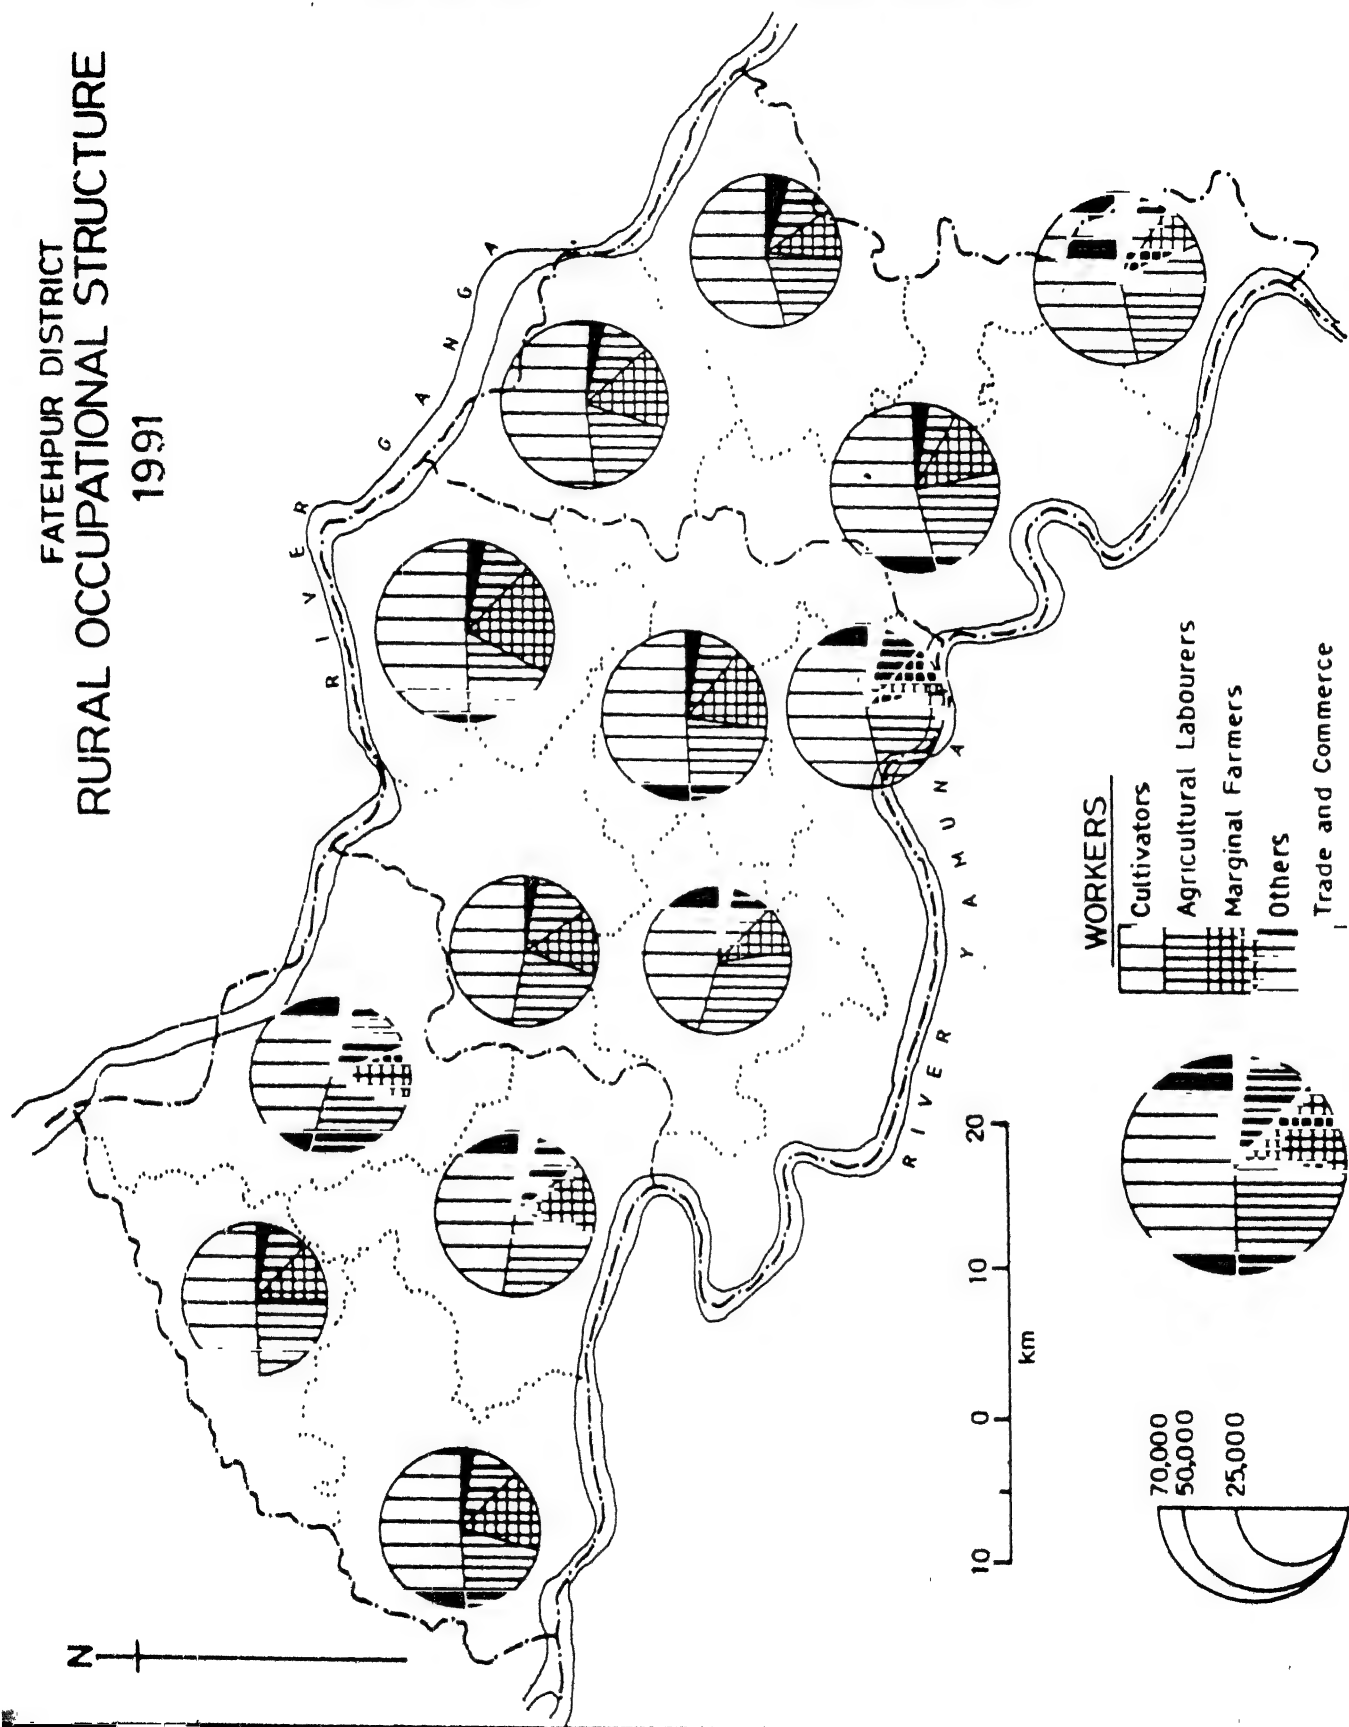 FATEHPUR DISTRICT
RURAL OCCUPATIONAL STRUCTURE
1991
N
RIVER GANGA
RIVER YAMUNA
10 0 10 20
km
70,000
50,000
25,000
WORKERS
Cultivators
Agricultural Labourers
Marginal Farmers
Others
Trade and Commerce